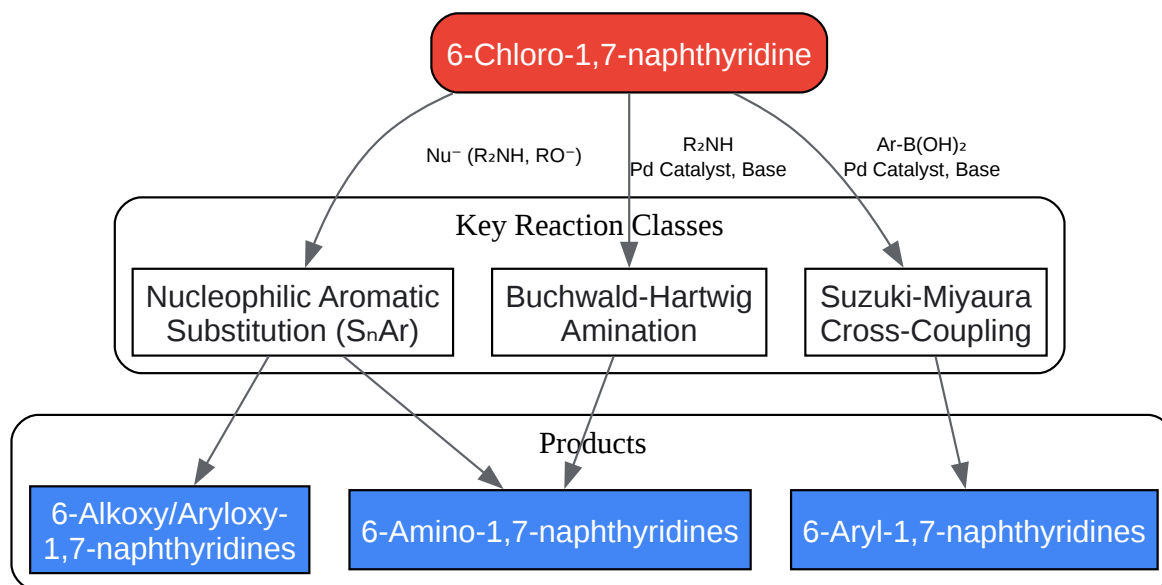 6-Chloro-1,7-naphthyridine
Nu⁻ (R₂NH, RO⁻)
R₂NH
Pd Catalyst, Base
Ar-B(OH)₂
Pd Catalyst, Base
Key Reaction Classes
Nucleophilic Aromatic
Substitution (SₙAr)
Buchwald-Hartwig
Amination
Suzuki-Miyaura
Cross-Coupling
Products
6-Alkoxy/Aryloxy-
1,7-naphthyridines
6-Amino-1,7-naphthyridines
6-Aryl-1,7-naphthyridines